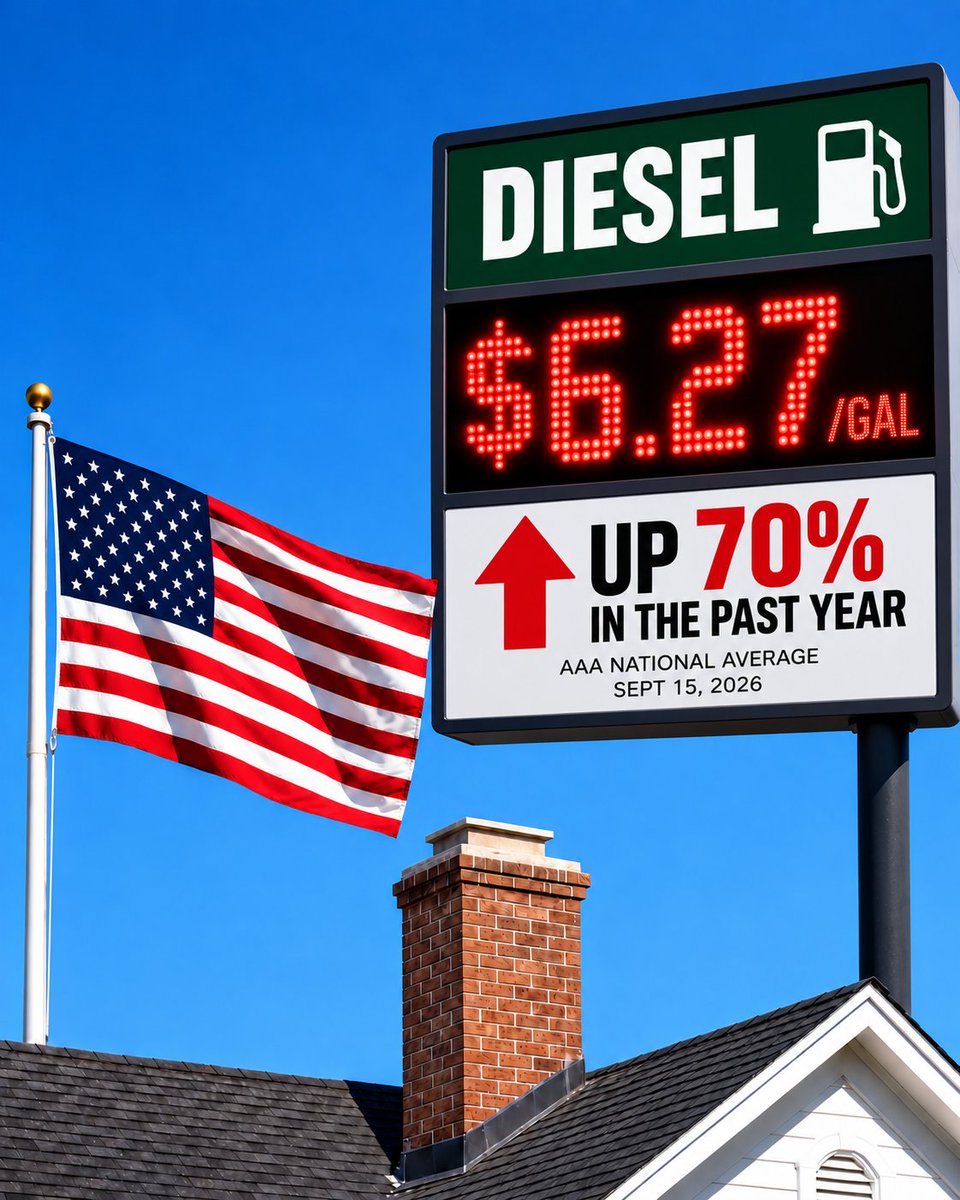 DIESEL
$6.27/GAL
UP 70%
IN THE PAST YEAR
AAA NATIONAL AVERAGE
SEPT 15, 2026